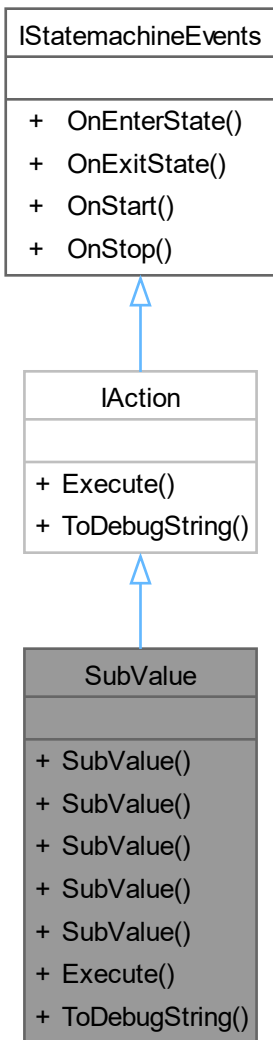 IStatemachineEvents
+ OnEnterState()
+ OnExitState()
+ OnStart()
+ OnStop()
IAction
+ Execute()
+ ToDebugString()
SubValue
+ SubValue()
+ SubValue()
+ SubValue()
+ SubValue()
+ SubValue()
+ Execute()
+ ToDebugString()